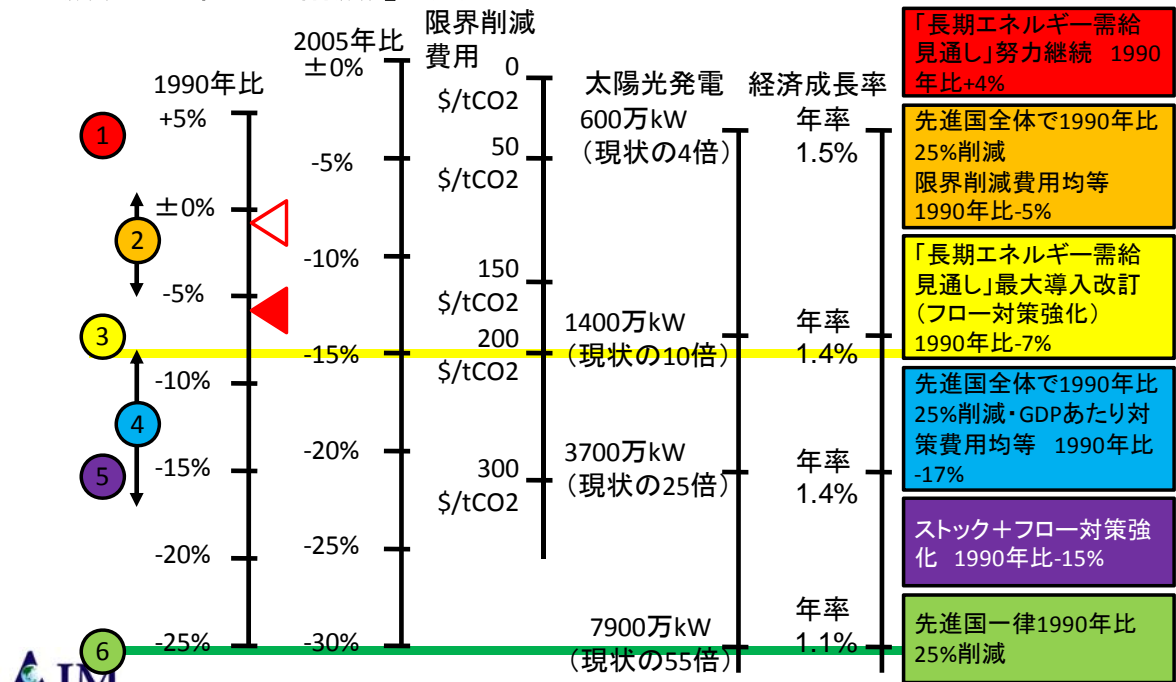 1990年比
+5%
±0%
-5%
-10%
-15%
-20%
-25%
1
2
3
4
5
6
2005年比
±0%
-5%
-10%
-15%
-20%
-25%
-30%
限界削減
費用
0
$/tCO2
50
$/tCO2
150
$/tCO2
200
$/tCO2
300
$/tCO2
太陽光発電
600万kW
（現状の4倍）
1400万kW
（現状の10倍）
3700万kW
（現状の25倍）
7900万kW
（現状の55倍）
経済成長率
年率
1.5%
年率
1.4%
年率
1.4%
年率
1.1%
「長期エネルギー需給
見通し」努力継続 1990
年比+4%
先進国全体で1990年比
25%削減
限界削減費用均等
1990年比-5%
「長期エネルギー需給
見通し」最大導入改訂
（フロー対策強化）
1990年比-7%
先進国全体で1990年比
25%削減・GDPあたり対
策費用均等 1990年比
-17%
ストック＋フロー対策強
化 1990年比-15%
先進国一律1990年比
25%削減